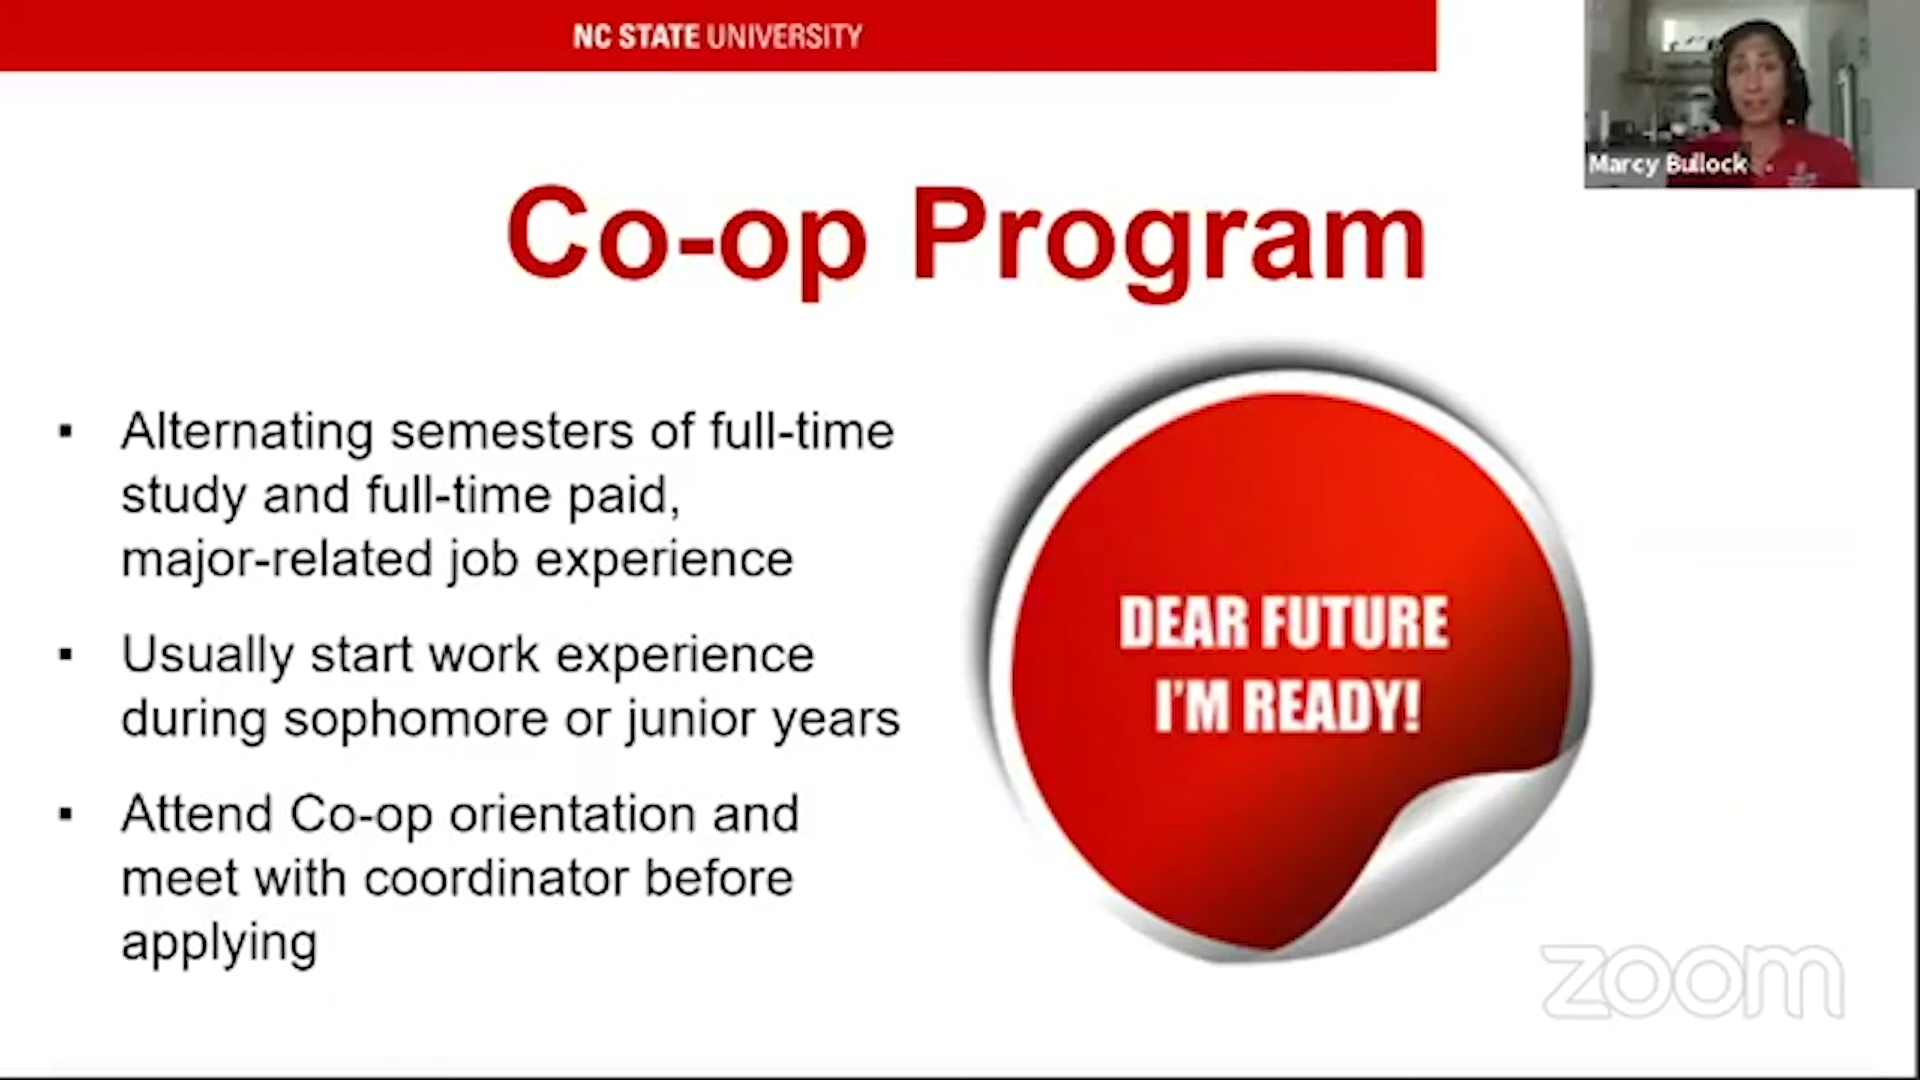 NC STATE UNIVERSITY
Marcy Bullock
Co-op Program
▪ Alternating semesters of full-time
study and full-time paid,
major-related job experience
▪ Usually start work experience
during sophomore or junior years
▪ Attend Co-op orientation and
meet with coordinator before
applying
DEAR FUTURE
I'M READY!
zoom